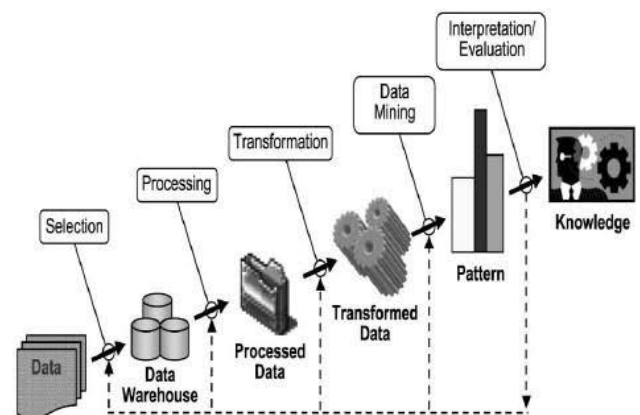 Interpretation/
Evaluation
Data
Mining
Transformation
Processing
Selection
Knowledge
Pattern
Transformed
Data
Processed
Data
Data
Warehouse
Data